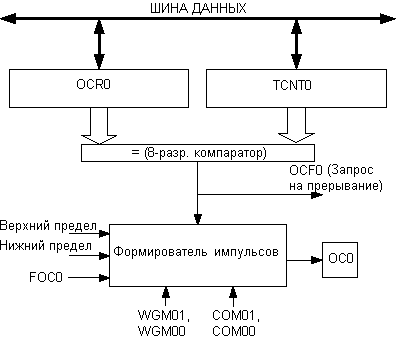 ШИНА ДАННЫХ
OCR0
TCNT0
= (8-разр. компаратор)
OCF0 (Запрос
на прерывание)
Верхний предел
Нижний предел
FOC0
Формирователь импульсов
OC0
WGM01,
WGM00
COM01,
COM00